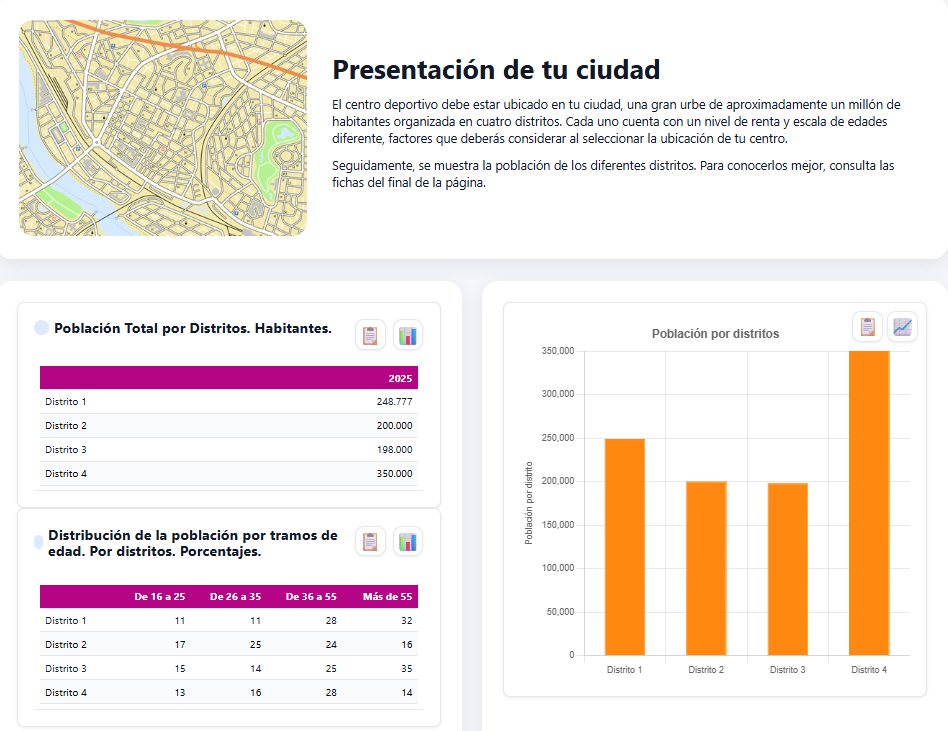 Presentación de tu ciudad
El centro deportivo debe estar ubicado en tu ciudad, una gran urbe de aproximadamente un millón de
habitantes organizada en cuatro distritos. Cada uno cuenta con un nivel de renta y escala de edades
diferente, factores que deberás considerar al seleccionar la ubicación de tu centro.
Seguidamente, se muestra la población de los diferentes distritos. Para conocerlos mejor, consulta las
fichas del final de la página.
Población Total por Distritos. Habitantes.
2025
Distrito 1 248.777
Distrito 2 200.000
Distrito 3 198.000
Distrito 4 350.000
Distribución de la población por tramos de
edad. Por distritos. Porcentajes.
De 16 a 25 De 26 a 35 De 36 a 55 Más de 55
Distrito 1 11 11 28 32
Distrito 2 17 25 24 16
Distrito 3 15 14 25 35
Distrito 4 13 16 28 14
Población por distritos
Población por distrito
350,000
300,000
250,000
200,000
150,000
100,000
50,000
0
Distrito 1 Distrito 2 Distrito 3 Distrito 4